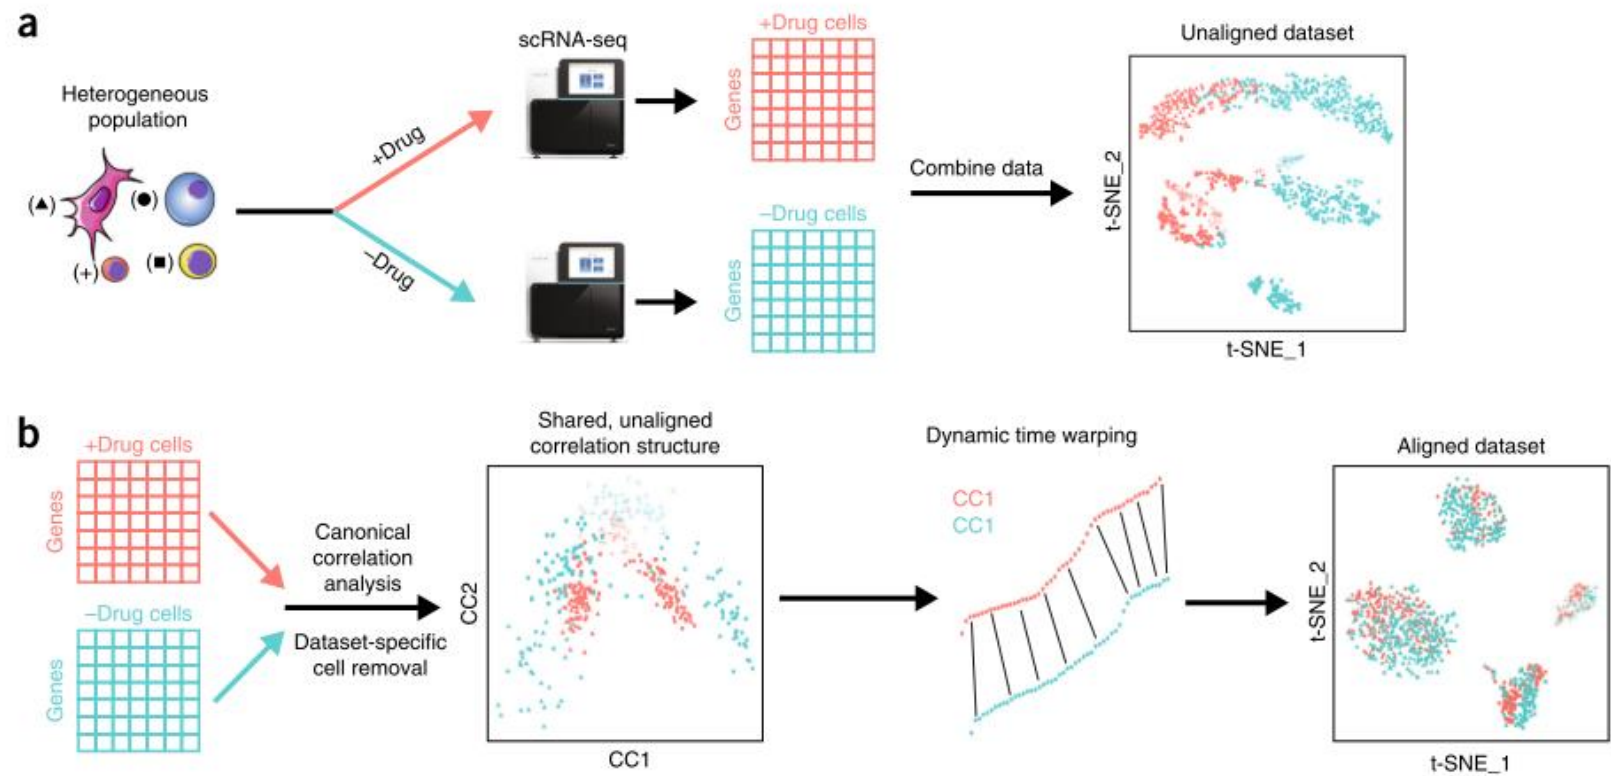 a
Heterogeneous
population
(▲)
(●)
(+)
(■)
+Drug
–Drug
scRNA-seq
+Drug cells
Genes
–Drug cells
Genes
Combine data
Unaligned dataset
t-SNE_2
t-SNE_1
b
+Drug cells
Genes
–Drug cells
Genes
Canonical
correlation
analysis
Dataset-specific
cell removal
Shared, unaligned
correlation structure
CC2
CC1
Dynamic time warping
CC1
CC1
Aligned dataset
t-SNE_2
t-SNE_1